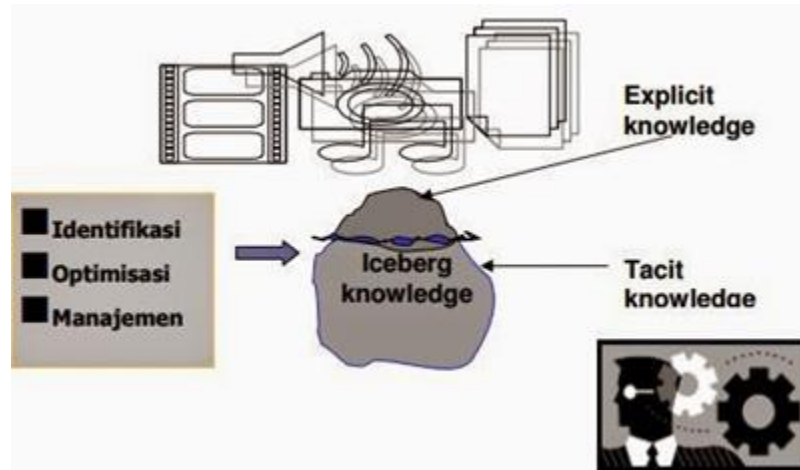 Explicit
knowledge
Identifikasi
Optimisasi
Manajemen
Iceberg
knowledge
Tacit
knowledge